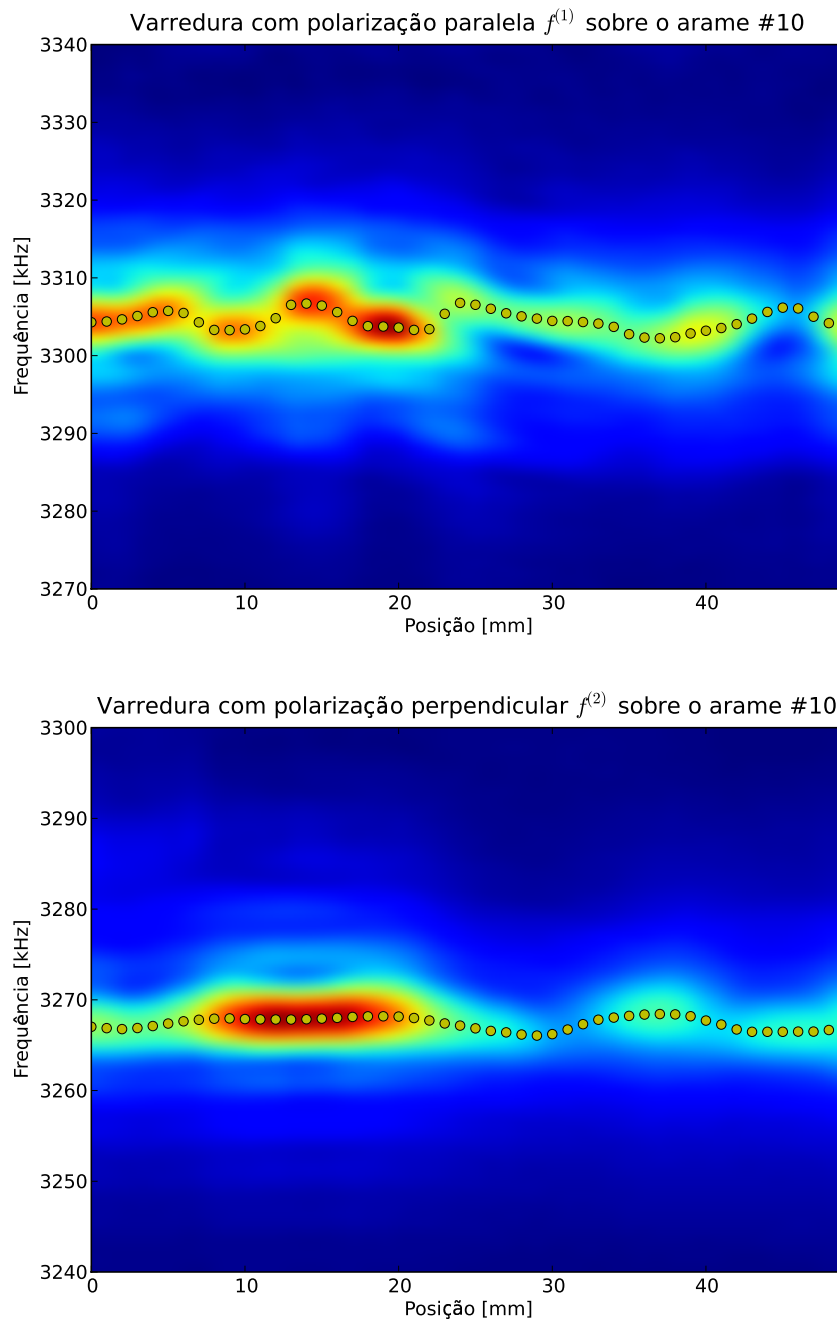 Varredura com polarização paralela f⁽¹⁾ sobre o arame #10
3340
3330
3320
3310
3300
3290
3280
3270
Frequência [kHz]
0 10 20 30 40
Posição [mm]
Varredura com polarização perpendicular f⁽²⁾ sobre o arame #10
3300
3290
3280
3270
3260
3250
3240
Frequência [kHz]
0 10 20 30 40
Posição [mm]